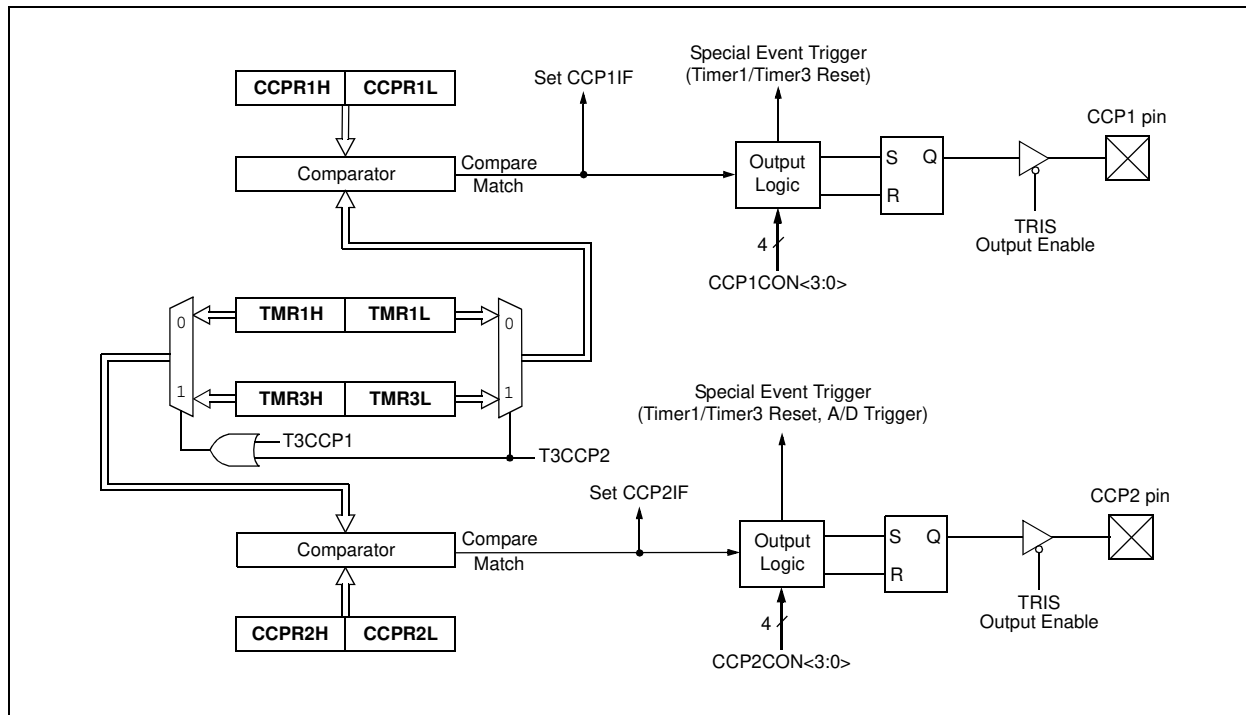 Special Event Trigger
(Timer1/Timer3 Reset)
Set CCP1IF
CCPR1H CCPR1L
CCP1 pin
Comparator
Compare
Match
Output
Logic
S Q
R
TRIS
Output Enable
4
CCP1CON<3:0>
0 TMR1H TMR1L 0
1 TMR3H TMR3L 1
T3CCP1
T3CCP2
Special Event Trigger
(Timer1/Timer3 Reset, A/D Trigger)
Set CCP2IF
CCP2 pin
Comparator
Compare
Match
Output
Logic
S Q
R
TRIS
Output Enable
4
CCPR2H CCPR2L
CCP2CON<3:0>